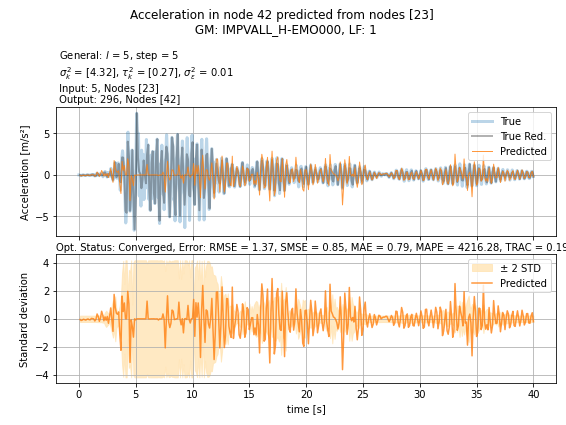 Acceleration in node 42 predicted from nodes [23]
GM: IMPVALL_H-EMO000, LF: 1
General: l = 5, step = 5
σ²ₖ = [4.32], τ²ₖ = [0.27], σ²ε = 0.01
Input: 5, Nodes [23]
Output: 296, Nodes [42]
True
True Red.
Predicted
5
0
−5
Acceleration [m/s²]
Opt. Status: Converged, Error: RMSE = 1.37, SMSE = 0.85, MAE = 0.79, MAPE = 4216.28, TRAC = 0.19
± 2 STD
Predicted
4
2
0
−2
−4
Standard deviation
0 5 10 15 20 25 30 35 40
time [s]